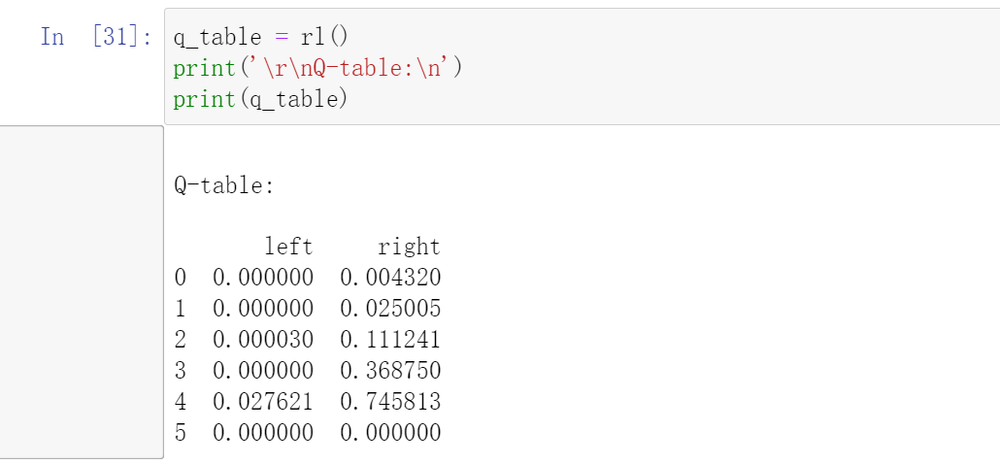 In [31]: q_table = rl()
print('\r\nQ-table:\n')
print(q_table)
Q-table:
left right
0 0.000000 0.004320
1 0.000000 0.025005
2 0.000030 0.111241
3 0.000000 0.368750
4 0.027621 0.745813
5 0.000000 0.000000